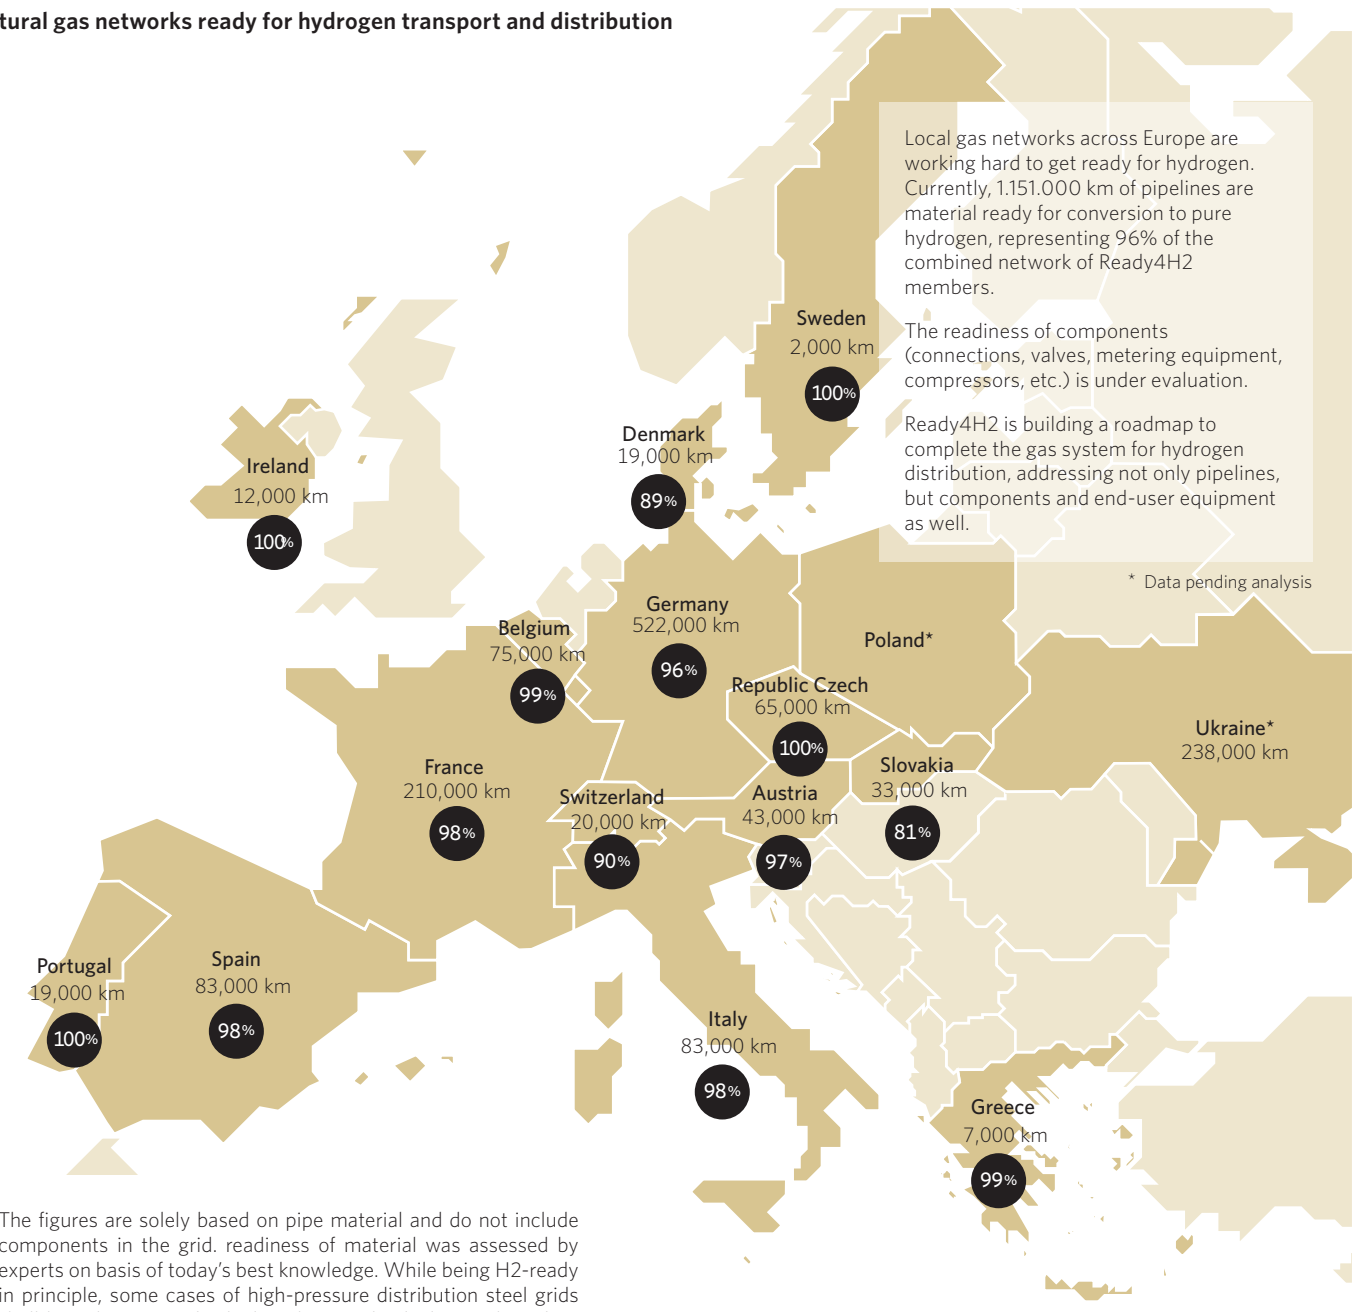 tural gas networks ready for hydrogen transport and distribution
Local gas networks across Europe are
working hard to get ready for hydrogen.
Currently, 1.151.000 km of pipelines are
material ready for conversion to pure
hydrogen, representing 96% of the
combined network of Ready4H2
members.
The readiness of components
(connections, valves, metering equipment,
compressors, etc.) is under evaluation.
Ready4H2 is building a roadmap to
complete the gas system for hydrogen
distribution, addressing not only pipelines,
but components and end-user equipment
as well.
* Data pending analysis
Sweden
2,000 km
100%
Denmark
19,000 km
89%
Ireland
12,000 km
100%
Germany
522,000 km
96%
Belgium
75,000 km
99%
Poland*
Republic Czech
65,000 km
100%
Ukraine*
238,000 km
France
210,000 km
98%
Switzerland
20,000 km
90%
Austria
43,000 km
97%
Slovakia
33,000 km
81%
Portugal
19,000 km
100%
Spain
83,000 km
98%
Italy
83,000 km
98%
Greece
7,000 km
99%
The figures are solely based on pipe material and do not include
components in the grid. readiness of material was assessed by
experts on basis of today's best knowledge. While being H2-ready
in principle, some cases of high-pressure distribution steel grids